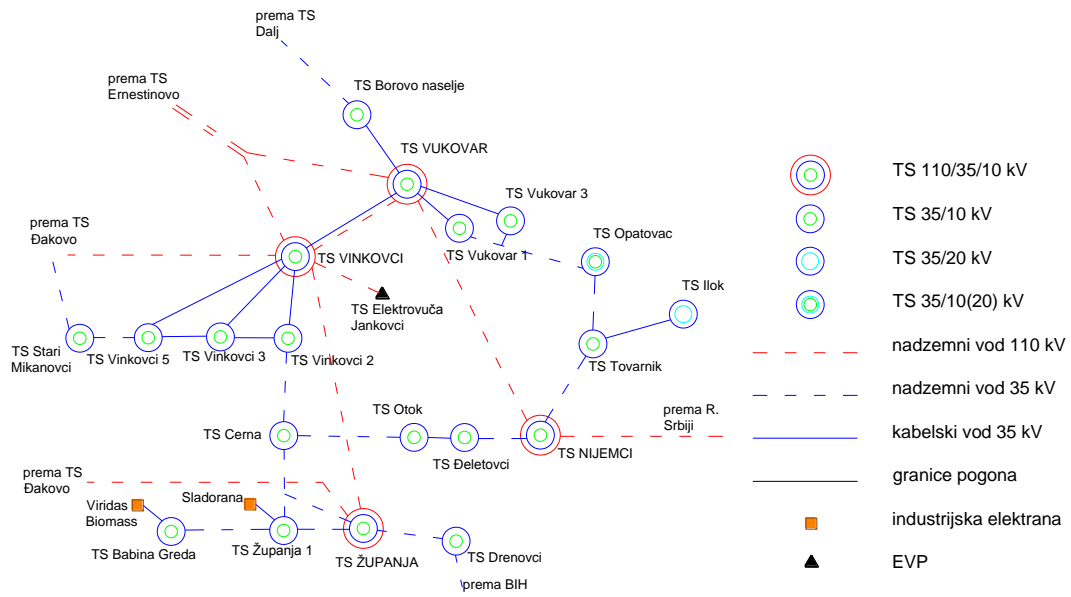 prema TS
Dalj
prema TS
Ernestinovo
TS Borovo naselje
TS VUKOVAR
TS Vukovar 3
TS Vukovar 1
TS Opatovac
prema TS
Đakovo
TS VINKOVCI
TS Elektrovuča
Jankovci
TS Ilok
TS Stari
Mikanovci
TS Vinkovci 5
TS Vinkovci 3
TS Vinkovci 2
TS Tovarnik
TS Cerna
TS Otok
TS Đeletovci
TS NIJEMCI
prema R.
Srbiji
prema TS
Đakovo
Viridas
Biomass
Sladorana
TS Babina Greda
TS Županja 1
TS ŽUPANJA
TS Drenovci
prema BIH
TS 110/35/10 kV
TS 35/10 kV
TS 35/20 kV
TS 35/10(20) kV
nadzemni vod 110 kV
nadzemni vod 35 kV
kabelski vod 35 kV
granice pogona
industrijska elektrana
EVP